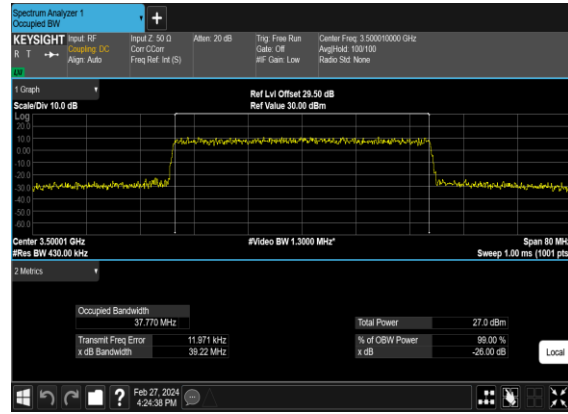 Spectrum Analyzer 1
Occupied BW
+
KEYSIGHT
R T
LW
Input: RF
Coupling: DC
Align: Auto
Input Z: 50 Ω
Corr CCorr
Freq Ref: Int (S)
Atten: 20 dB
Trig: Free Run
Gate: Off
#IF Gain: Low
Center Freq: 3.500010000 GHz
Avg|Hold: 100/100
Radio Std: None
1 Graph
Scale/Div 10.0 dB
Ref Lvl Offset 29.50 dB
Ref Value 30.00 dBm
Log
20.0
10.0
0.00
-10.0
-20.0
-30.0
-40.0
-50.0
-60.0
Center 3.50001 GHz
#Video BW 1.3000 MHz*
Span 80 MHz
#Res BW 430.00 kHz
Sweep 1.00 ms (1001 pts)
2 Metrics
Occupied Bandwidth
37.770 MHz
Total Power 27.0 dBm
Transmit Freq Error 11.971 kHz
% of OBW Power 99.00 %
x dB Bandwidth 39.22 MHz
x dB -26.00 dB
Local
?
Feb 27, 2024
4:24:38 PM